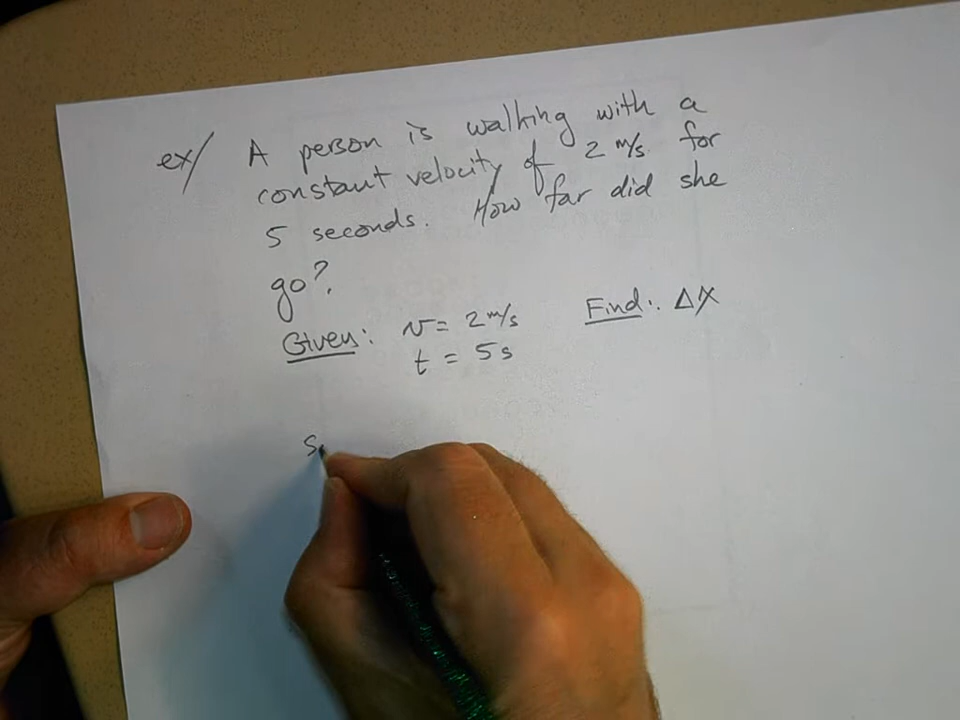 ex/ A person is walking with a
constant velocity of 2 m/s for
5 seconds. How far did she
go?
Given: v = 2 m/s Find: Δx
t = 5s
S